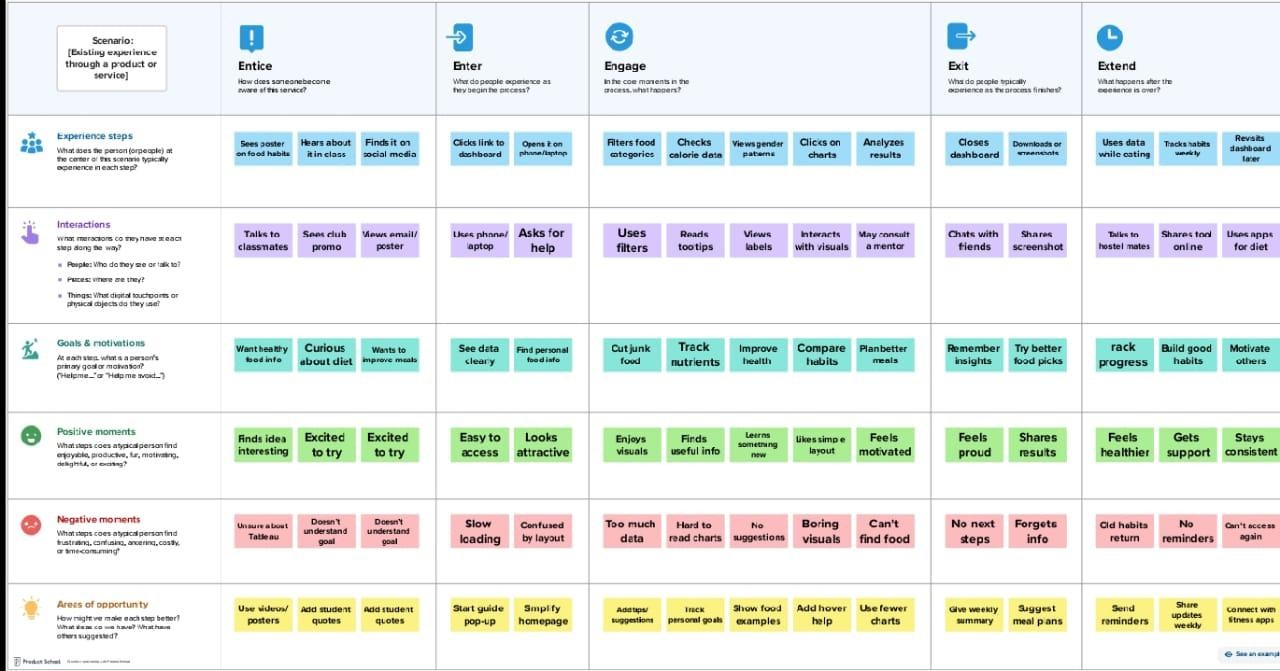 Scenario:
[Existing experience
through a product or
service]
Entice
How does someone become
aware of this service?
Enter
What do people experience as
they begin the process?
Engage
In the core moments in the
process, what happens?
Exit
What do people typically
experience as the process finishes?
Extend
What happens after the
experience is over?
Experience steps
What does the person (or people) at
the center of this scenario typically
experience in each step?
Sees poster
on food habits
Hears about
it in class
Finds it on
social media
Clicks link to
dashboard
Opens it on
phone/laptop
Filters food
categories
Checks
calorie data
Views gender
patterns
Clicks on
charts
Analyzes
results
Closes
dashboard
Downloads or
screenshots
Uses data
while eating
Tracks habits
weekly
Revisits
dashboard
later
Interactions
What interactions do they have at each
step along the way?
People: Who do they see or talk to?
Places: Where are they?
Things: What digital touchpoints or
physical objects do they use?
Talks to
classmates
Sees club
promo
Views email/
poster
Uses phone/
laptop
Asks for
help
Uses
filters
Reads
tooltips
Views
labels
Interacts
with visuals
May consult
a mentor
Chats with
friends
Shares
screenshot
Talks to
hostel mates
Shares tool
online
Uses apps
for diet
Goals & motivations
At each step, what is a person's
primary goal or motivation?
("Help me..." or "Help me avoid...")
Want healthy
food info
Curious
about diet
Wants to
improve meals
See data
clearly
Find personal
food info
Cut junk
food
Track
nutrients
Improve
health
Compare
habits
Plan better
meals
Remember
insights
Try better
food picks
rack
progress
Build good
habits
Motivate
others
Positive moments
What steps does a typical person find
enjoyable, productive, fun, motivating,
delightful, or exciting?
Finds idea
interesting
Excited
to try
Excited
to try
Easy to
access
Looks
attractive
Enjoys
visuals
Finds
useful info
Learns
something
new
Likes simple
layout
Feels
motivated
Feels
proud
Shares
results
Feels
healthier
Gets
support
Stays
consistent
Negative moments
What steps does a typical person find
frustrating, confusing, angering, costly,
or time-consuming?
Unsure about
Tableau
Doesn't
understand
goal
Doesn't
understand
goal
Slow
loading
Confused
by layout
Too much
data
Hard to
read charts
No
suggestions
Boring
visuals
Can't
find food
No next
steps
Forgets
info
Old habits
return
No
reminders
Can't access
again
Areas of opportunity
How might we make each step better?
What ideas do we have? What have
others suggested?
Use videos/
posters
Add student
quotes
Add student
quotes
Start guide
pop-up
Simplify
homepage
Add tips/
suggestions
Track
personal goals
Show food
examples
Add hover
help
Use fewer
charts
Give weekly
summary
Suggest
meal plans
Send
reminders
Share
updates
weekly
Connect with
fitness apps
Product School
See an exampl